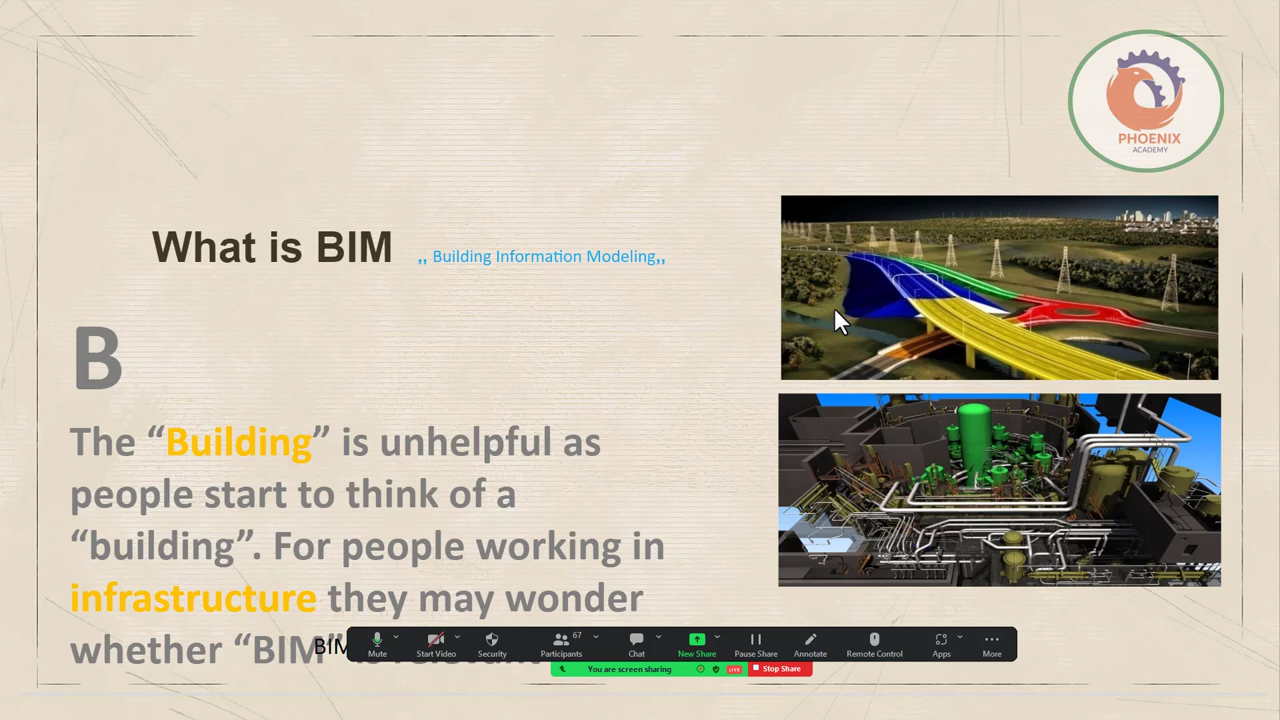 PHOENIX
ACADEMY
What is BIM ,, Building Information Modeling,,
B
The “Building” is unhelpful as
people start to think of a
“building”. For people working in
infrastructure they may wonder
whether “BIM”
BIM
Mute
Start Video
Security
67
Participants
Chat
New Share
Pause Share
Annotate
Remote Control
Apps
More
You are screen sharing
LIVE
Stop Share